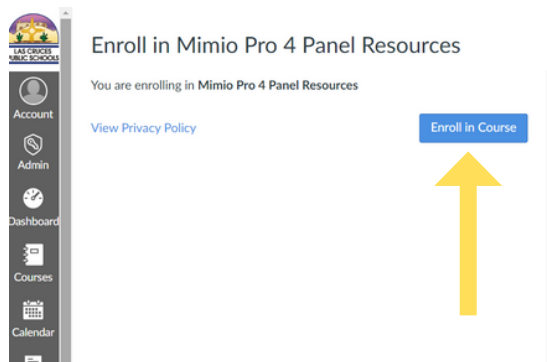 LAS CRUCES
PUBLIC SCHOOLS
Account
Admin
Dashboard
Courses
Calendar
Enroll in Mimio Pro 4 Panel Resources
You are enrolling in Mimio Pro 4 Panel Resources
View Privacy Policy
Enroll in Course